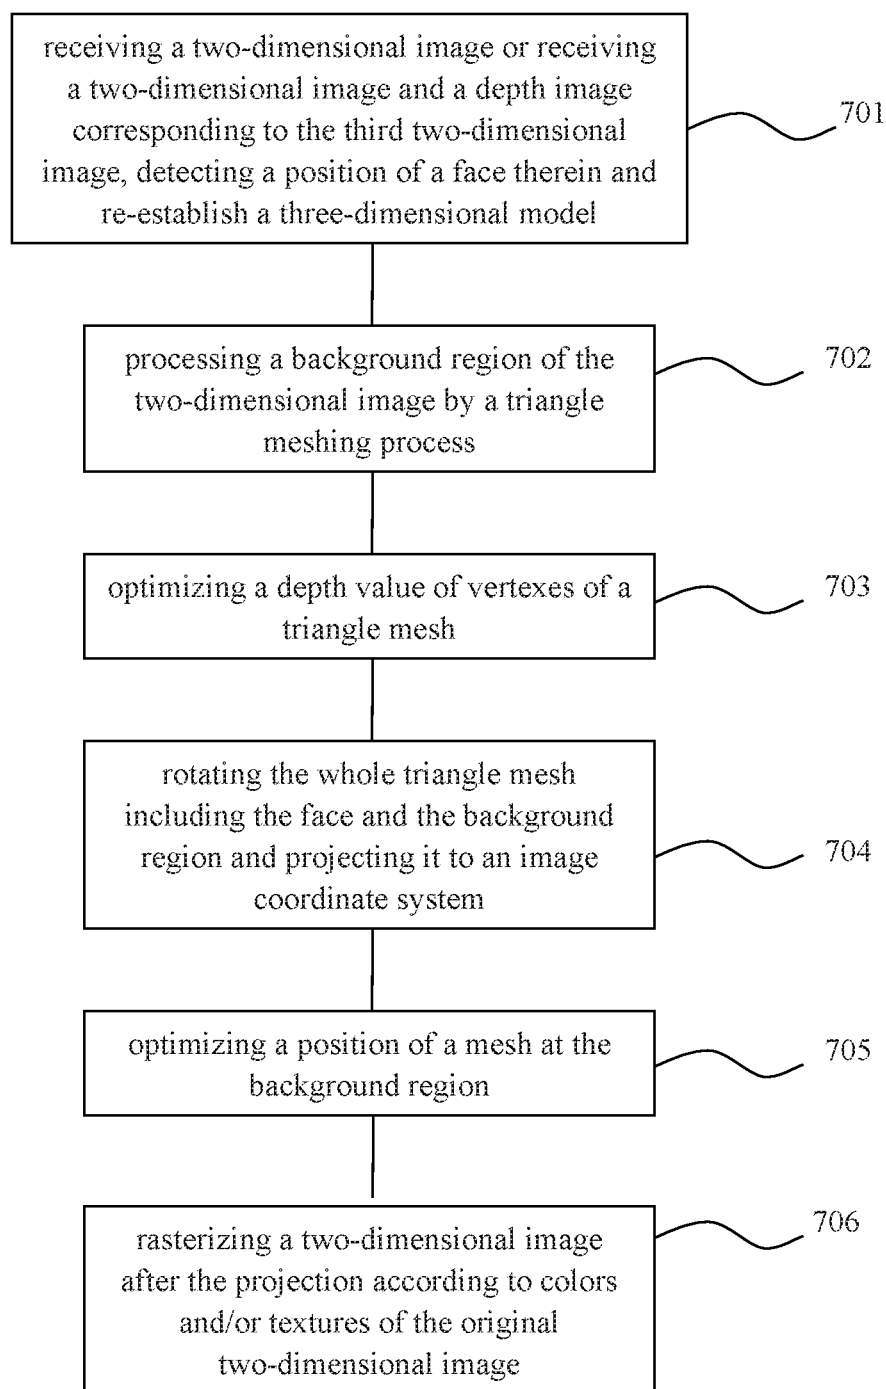 receiving a two-dimensional image or receiving
a two-dimensional image and a depth image
corresponding to the third two-dimensional
image, detecting a position of a face therein and
re-establish a three-dimensional model
701
processing a background region of the
two-dimensional image by a triangle
meshing process
702
optimizing a depth value of vertexes of a
triangle mesh
703
rotating the whole triangle mesh
including the face and the background
region and projecting it to an image
coordinate system
704
optimizing a position of a mesh at the
background region
705
rasterizing a two-dimensional image
after the projection according to colors
and/or textures of the original
two-dimensional image
706